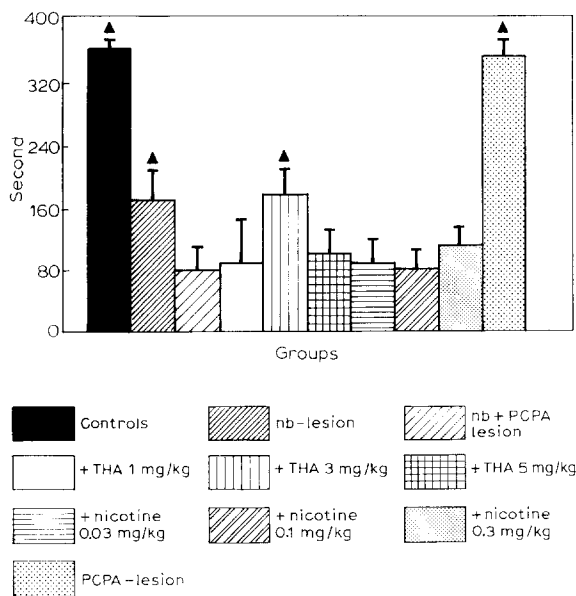 400
320
240
160
80
0
Second
Groups
Controls
nb-lesion
nb + PCPA
lesion
+ THA 1 mg/kg
+ THA 3 mg/kg
+ THA 5 mg/kg
+ nicotine
0.03 mg/kg
+ nicotine
0.1 mg/kg
+ nicotine
0.3 mg/kg
PCPA-lesion